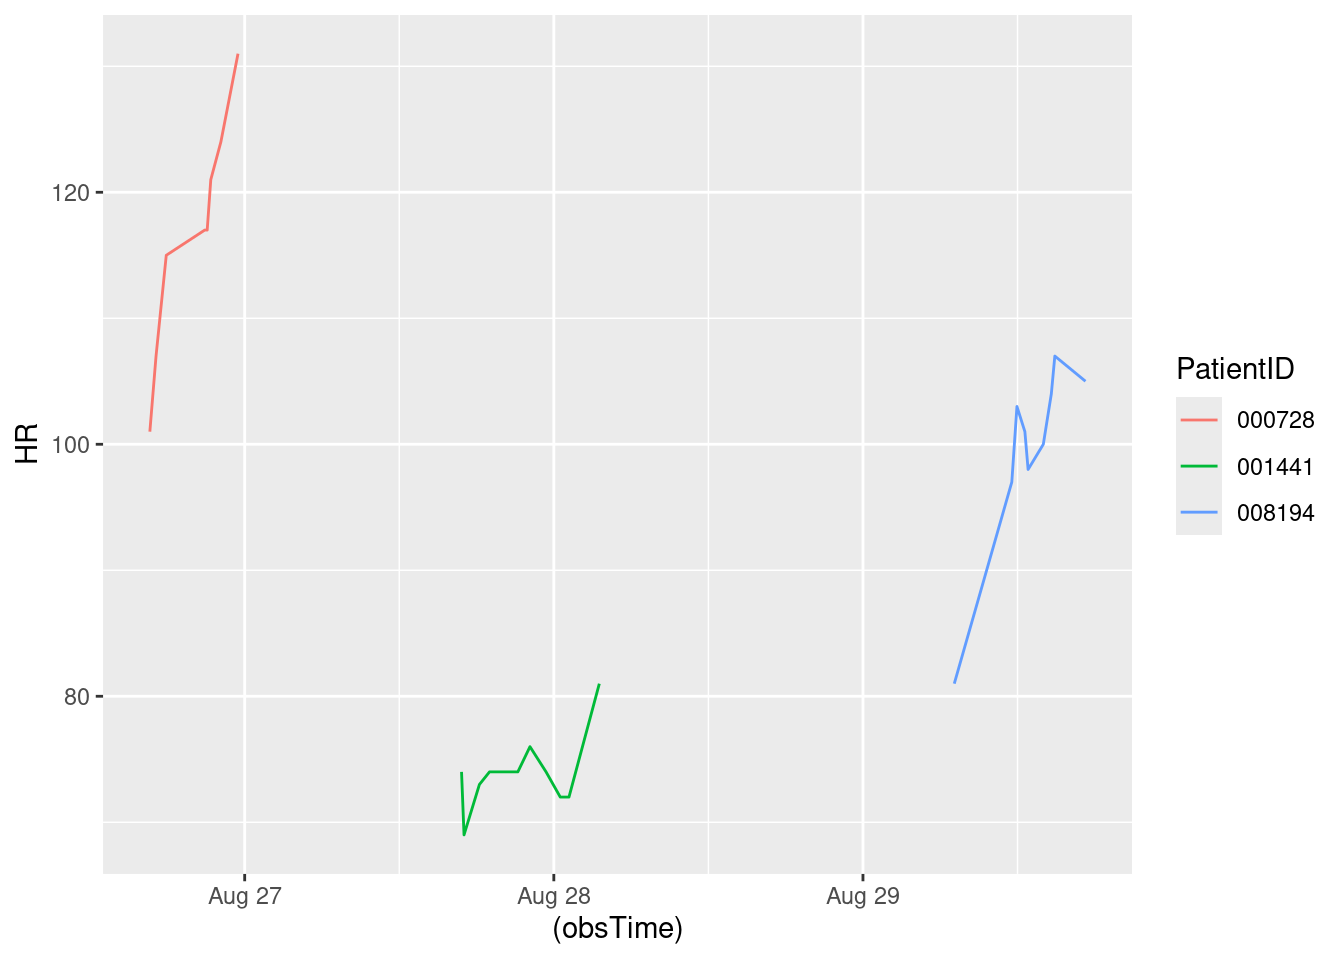 120
100
80
HR
Aug 27
Aug 28
Aug 29
(obsTime)
PatientID
000728
001441
008194